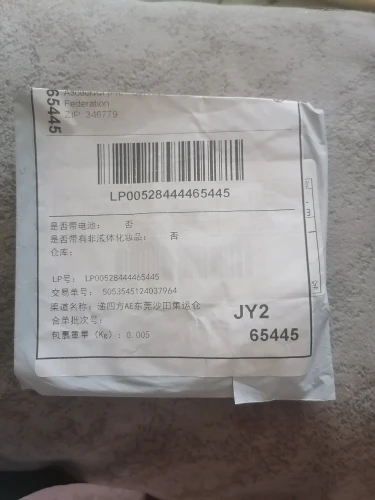 65445
Federation
ZIP: 346779
LP00528444465445
是否带电池： 否
是否带有非液体化妆品： 否
仓库：
LP号： LP00528444465445
交易单号： 5053545124037964
渠道名称：递四方AE东莞沙田集运仓
合单批次号：
包裹重量（Kg）：0.005
JY2
65445